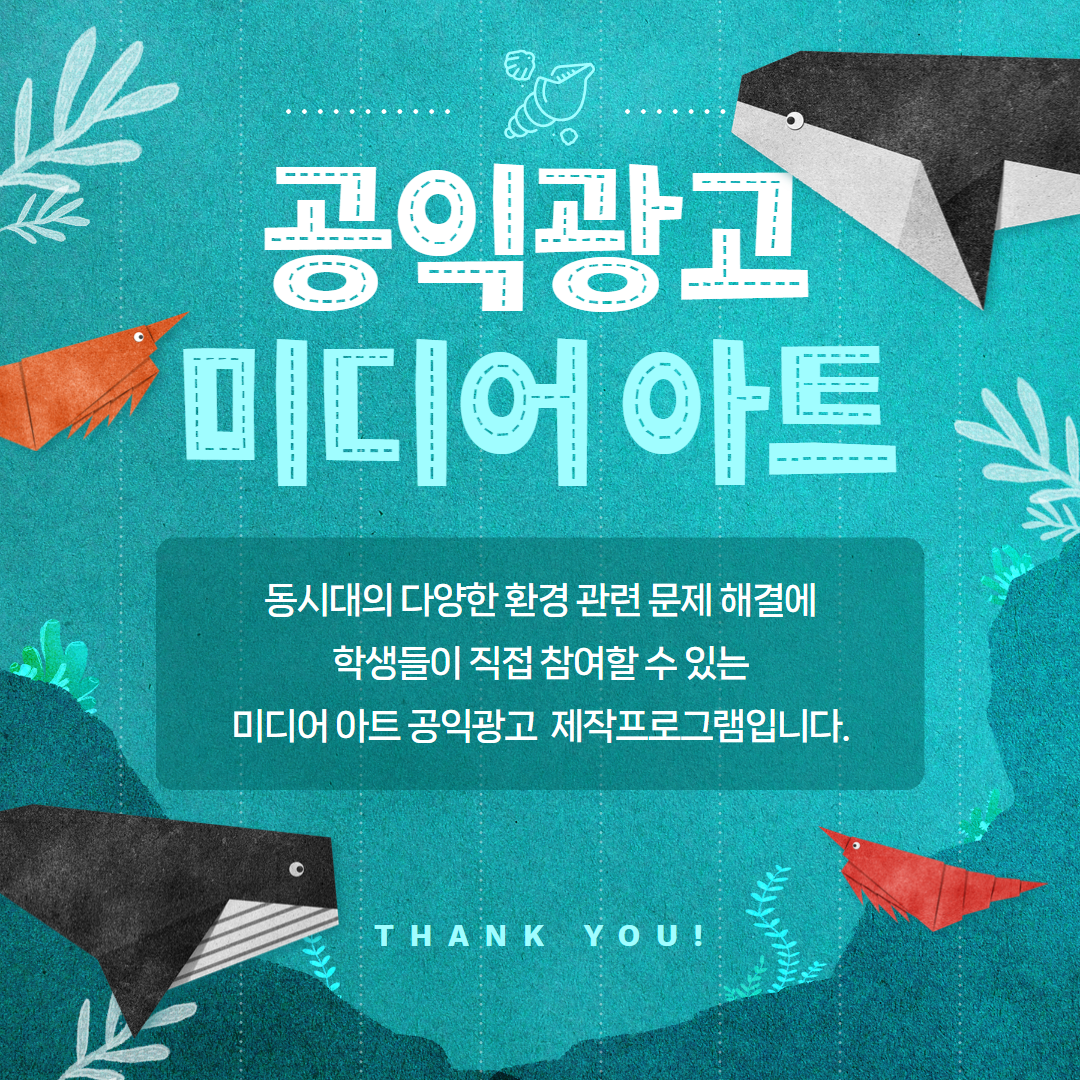 공익광고
미디어 아트
동시대의 다양한 환경 관련 문제 해결에
학생들이 직접 참여할 수 있는
미디어 아트 공익광고 제작프로그램입니다.
THANK YOU!